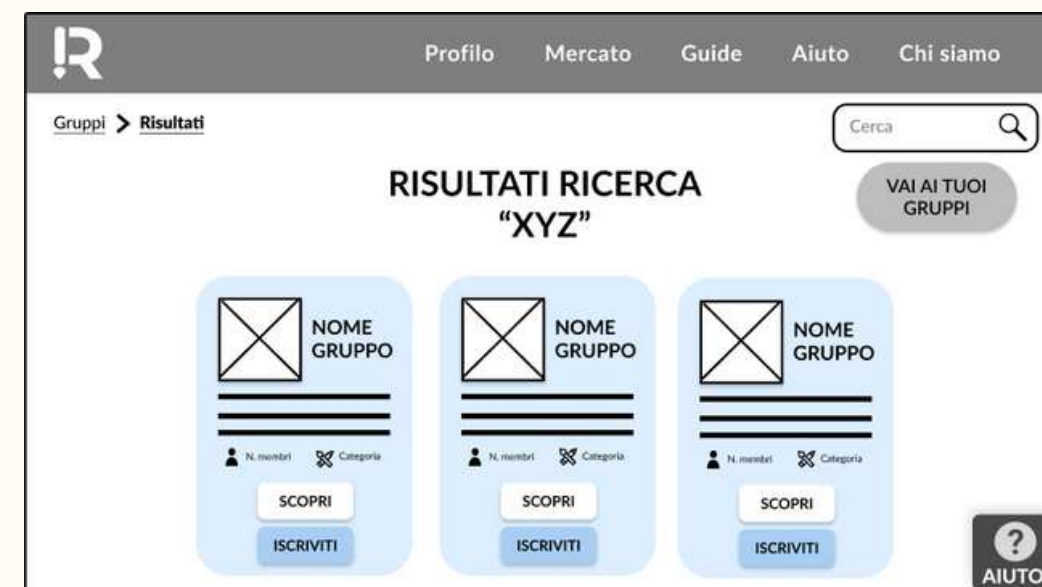 R
Profilo Mercato Guide Aiuto Chi siamo
Gruppi > Risultati
Cerca
RISULTATI RICERCA
“XYZ”
VAI AI TUOI
GRUPPI
NOME
GRUPPO
N. membri Categoria
SCOPRI
ISCRIVITI
NOME
GRUPPO
N. membri Categoria
SCOPRI
ISCRIVITI
NOME
GRUPPO
N. membri Categoria
SCOPRI
ISCRIVITI
?
AIUTO